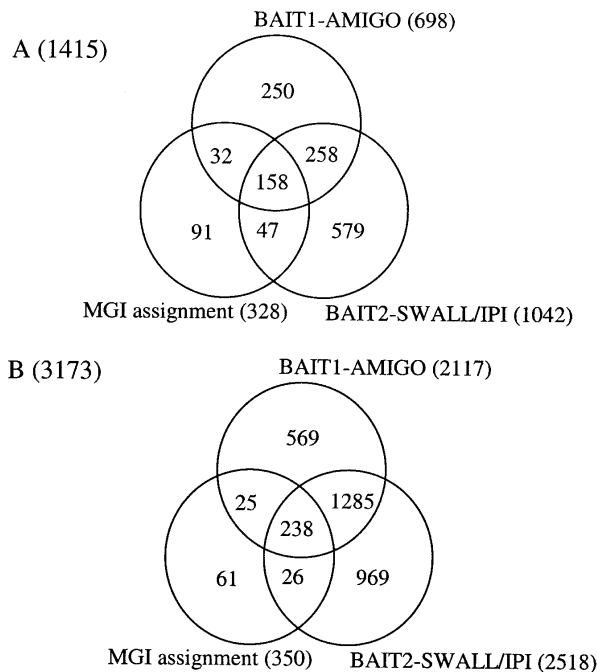 BAIT1-AMIGO (698)
A (1415)
250
32
258
158
91
47
579
MGI assignment (328)
BAIT2-SWALL/IPI (1042)
BAIT1-AMIGO (2117)
B (3173)
569
25
1285
238
61
26
969
MGI assignment (350)
BAIT2-SWALL/IPI (2518)